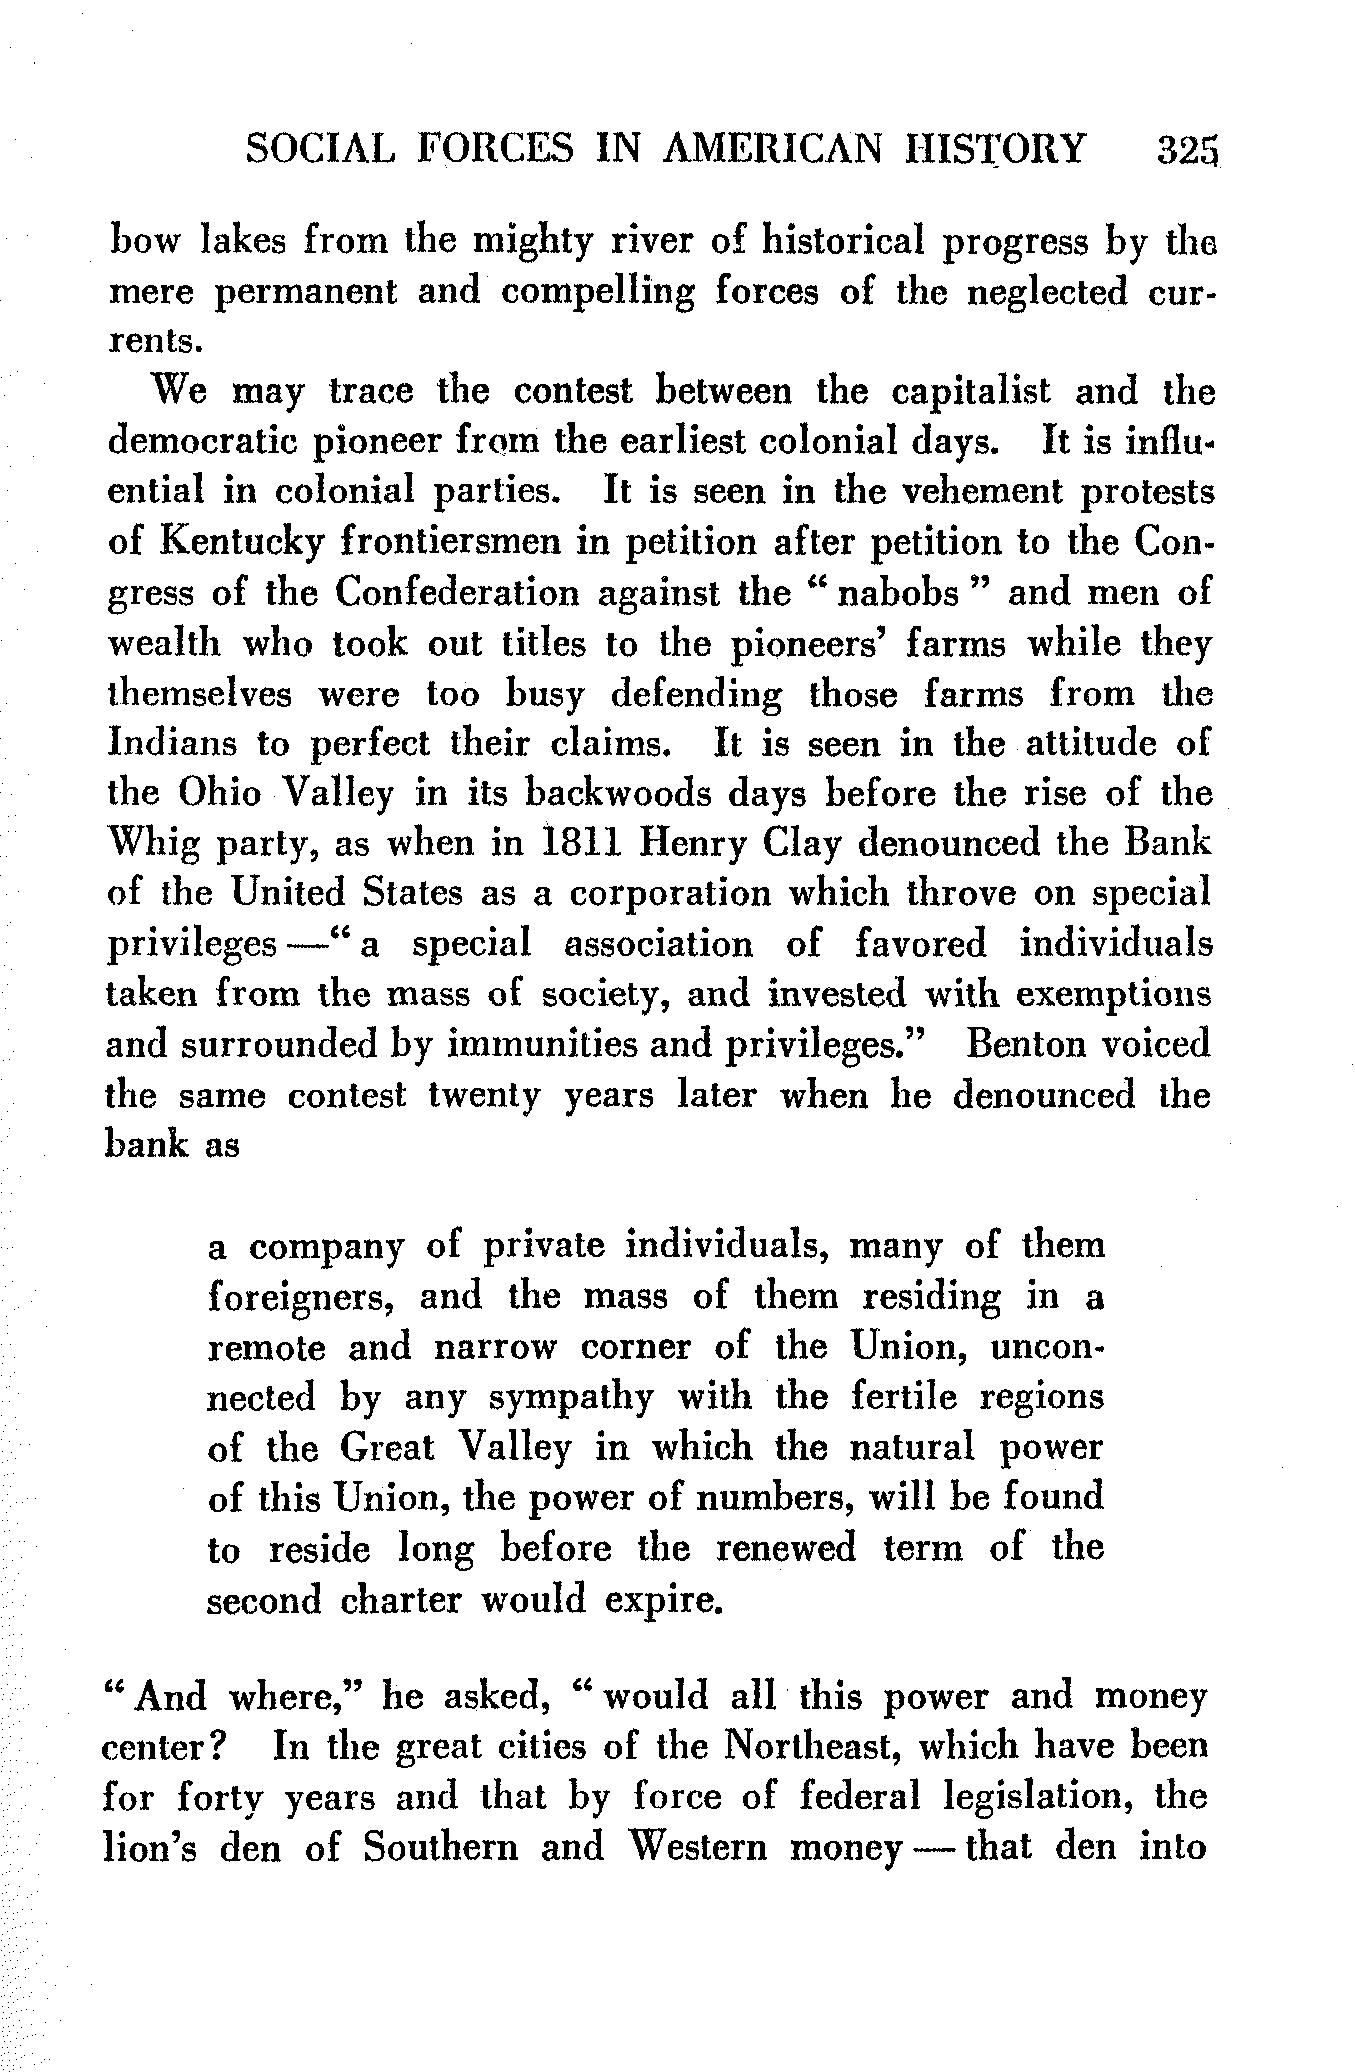 SOCIAL FORCES IN AMERICAN HISTORY 325
bow lakes from the mighty river of historical progress by the
mere permanent and compelling forces of the neglected cur-
rents.
We may trace the contest between the capitalist and the
democratic pioneer from the earliest colonial days. It is influ-
ential in colonial parties. It is seen in the vehement protests
of Kentucky frontiersmen in petition after petition to the Con-
gress of the Confederation against the “ nabobs ” and men of
wealth who took out titles to the pioneers’ farms while they
themselves were too busy defending those farms from the
Indians to perfect their claims. It is seen in the attitude of
the Ohio Valley in its backwoods days before the rise of the
Whig party, as when in 1811 Henry Clay denounced the Bank
of the United States as a corporation which throve on special
privileges —“ a special association of favored individuals
taken from the mass of society, and invested with exemptions
and surrounded by immunities and privileges.” Benton voiced
the same contest twenty years later when he denounced the
bank as
a company of private individuals, many of them
foreigners, and the mass of them residing in a
remote and narrow corner of the Union, uncon-
nected by any sympathy with the fertile regions
of the Great Valley in which the natural power
of this Union, the power of numbers, will be found
to reside long before the renewed term of the
second charter would expire.
“ And where,” he asked, “ would all this power and money
center? In the great cities of the Northeast, which have been
for forty years and that by force of federal legislation, the
lion’s den of Southern and Western money — that den into